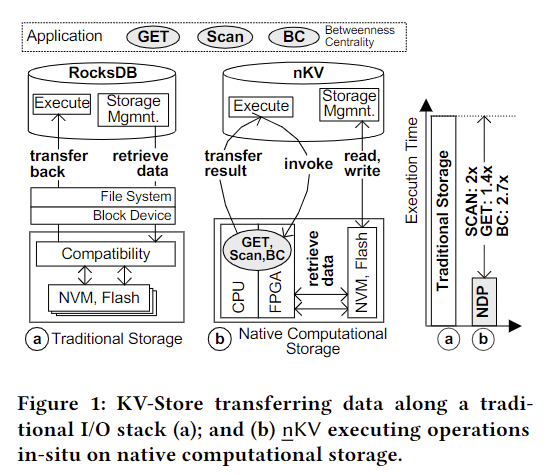 Application
GET
Scan
BC
Betweenness
Centrality
RocksDB
Execute
Storage
Mgmnt.
transfer
back
retrieve
data
File System
Block Device
Compatibility
NVM, Flash
a Traditional Storage
nKV
Execute
Storage
Mgmnt.
transfer
result
invoke
read,
write
GET,
Scan,BC
CPU
FPGA
retrieve
data
NVM, Flash
b Native Computational
Storage
Execution Time
Traditional Storage
SCAN: 2x
GET: 1.4x
BC: 2.7x
NDP
a
b
Figure 1: KV-Store transferring data along a tradi-
tional I/O stack (a); and (b) nKV executing operations
in-situ on native computational storage.